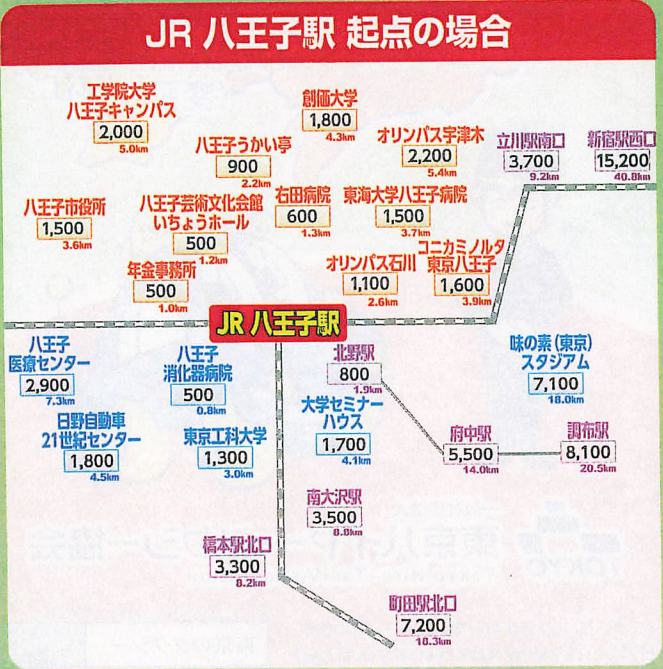 JR 八王子駅 起点の場合
工学院大学
八王子キャンパス
2,000
5.0km
創価大学
1,800
4.3km
八王子うかい亭
900
2.2km
オリンパス宇津木
2,200
5.4km
立川駅南口
3,700
9.2km
新宿駅西口
15,200
40.8km
八王子市役所
1,500
3.6km
八王子芸術文化会館
いちょうホール
500
1.2km
右田病院
600
1.3km
東海大学八王子病院
1,500
3.7km
年金事務所
500
1.0km
オリンパス石川
1,100
2.6km
コニカミノルタ
東京八王子
1,600
3.9km
JR 八王子駅
八王子
医療センター
2,900
7.3km
八王子
消化器病院
500
0.8km
北野駅
800
1.9km
味の素（東京）
スタジアム
7,100
18.0km
日野自動車
21世紀センター
1,800
4.5km
東京工科大学
1,300
3.0km
大学セミナー
ハウス
1,700
4.1km
府中駅
5,500
14.0km
調布駅
8,100
20.5km
南大沢駅
3,500
8.8km
橋本駅北口
3,300
8.2km
町田駅北口
7,200
18.3km